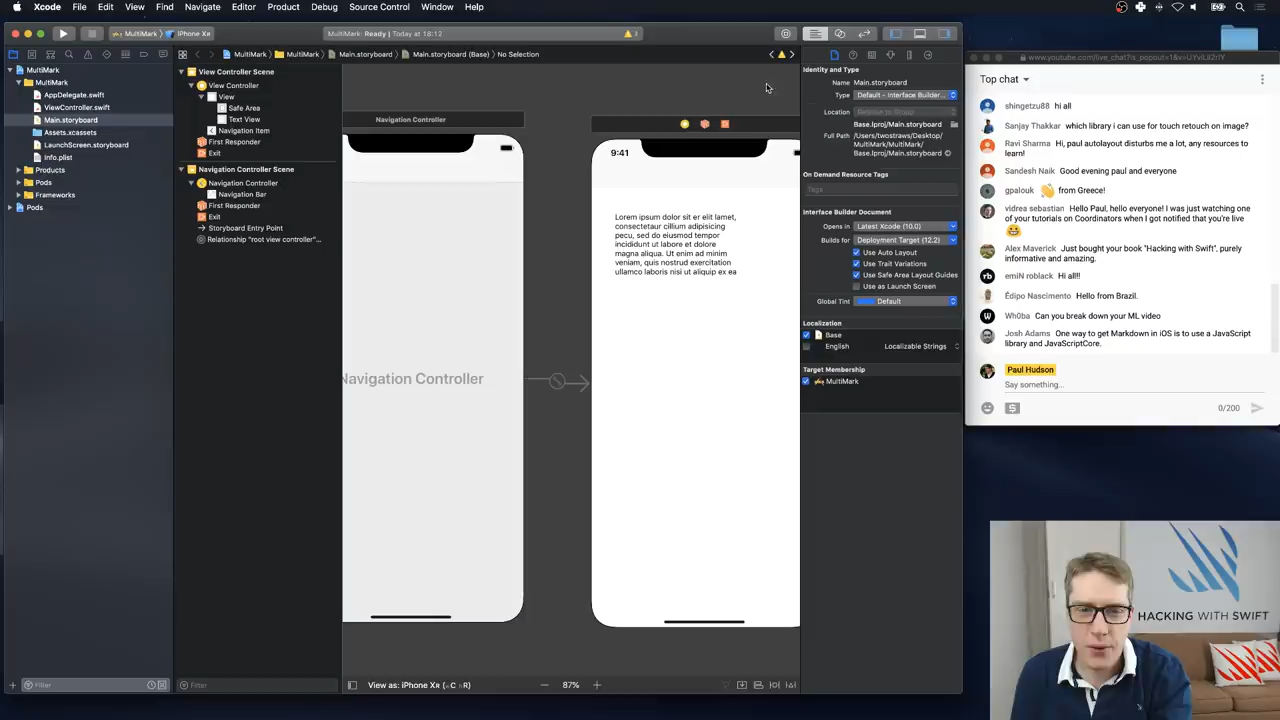 Xcode File Edit View Find Navigate Editor Product Debug Source Control Window Help
MultiMark iPhone Xʀ
MultiMark: Ready | Today at 18:12
3
MultiMark
MultiMark
AppDelegate.swift
ViewController.swift
Main.storyboard
Assets.xcassets
LaunchScreen.storyboard
Info.plist
Products
Pods
Frameworks
Pods
Filter
MultiMark MultiMark Main.storyboard Main.storyboard (Base) No Selection
View Controller Scene
View Controller
View
Safe Area
Text View
Navigation Item
First Responder
Exit
Navigation Controller Scene
Navigation Controller
Navigation Bar
First Responder
Exit
Storyboard Entry Point
Relationship "root view controller"...
Filter
Navigation Controller
Navigation Controller
9:41
Lorem ipsum dolor sit er elit lamet,
consectetaur cillium adipisicing
pecu, sed do eiusmod tempor
incididunt ut labore et dolore
magna aliqua. Ut enim ad minim
veniam, quis nostrud exercitation
ullamco laboris nisi ut aliquip ex ea
View as: iPhone Xʀ (wC hR)
87%
Identity and Type
Name Main.storyboard
Type Default - Interface Builder...
Location Relative to Group
Base.lproj/Main.storyboard
Full Path /Users/twostraws/Desktop/
MultiMark/MultiMark/
Base.lproj/Main.storyboard
On Demand Resource Tags
Tags
Interface Builder Document
Opens in Latest Xcode (10.0)
Builds for Deployment Target (12.2)
Use Auto Layout
Use Trait Variations
Use Safe Area Layout Guides
Use as Launch Screen
Global Tint Default
Localization
Base
English Localizable Strings
Target Membership
MultiMark
Top chat
shingetzu88 hi all
Sanjay Thakkar which library i can use for touch retouch on image?
Ravi Sharma Hi, paul autolayout disturbs me a lot, any resources to
learn!
Sandesh Naik Good evening paul and everyone
gpalouk 👋 from Greece!
vidrea sebastian Hello Paul, hello everyone! I was just watching one
of your tutorials on Coordinators when I got notified that you're live
😀
Alex Maverick Just bought your book "Hacking with Swift", purely
informative and amazing.
rb
emiN roblack Hi all!!!
Édipo Nascimento Hello from Brazil.
W
Wh0ba Can you break down your ML video
Josh Adams One way to get Markdown in iOS is to use a JavaScript
library and JavaScriptCore.
Paul Hudson
Say something...
0/200
HACKING WITH SWIFT